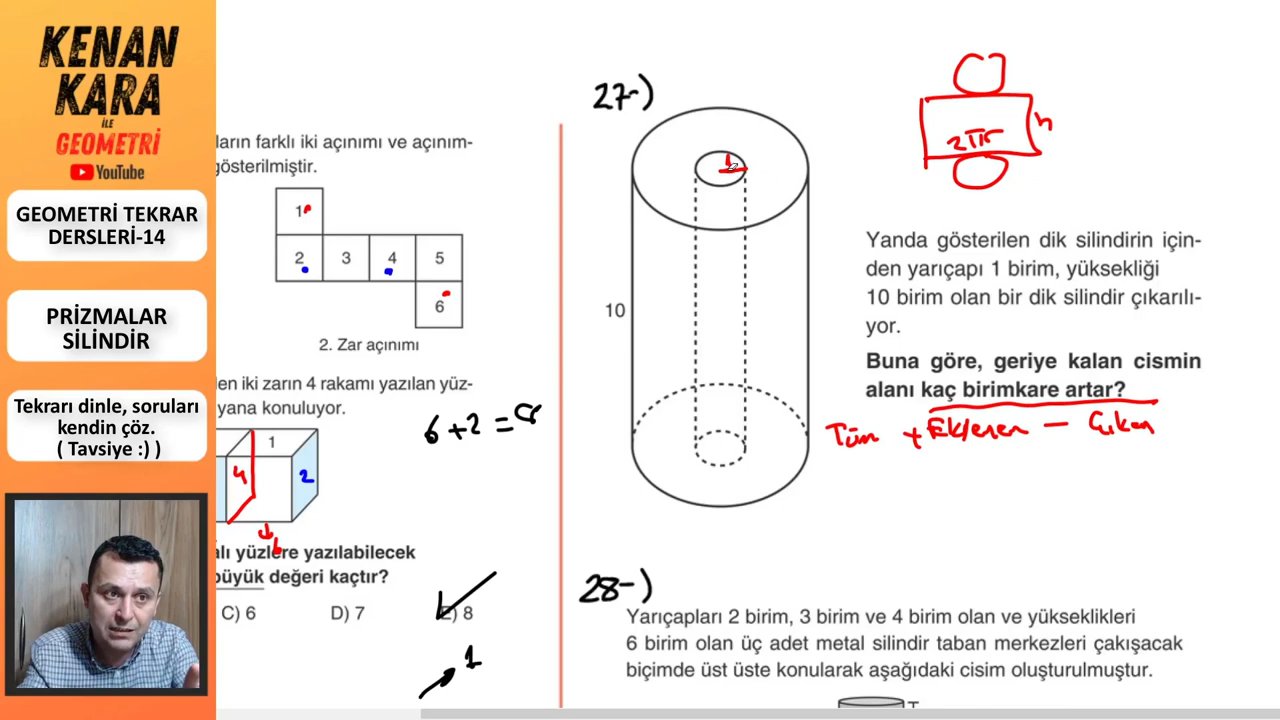 KENAN
KARA
İLE
GEOMETRİ
YouTube
GEOMETRİ TEKRAR
DERSLERİ-14
PRİZMALAR
SİLİNDİR
Tekrarı dinle, soruları
kendin çöz.
( Tavsiye :) )
ların farklı iki açınımı ve açınım-
gösterilmiştir.
1
2 3 4 5
6
2. Zar açınımı
len iki zarın 4 rakamı yazılan yüz-
yana konuluyor.
6+2=8
1
4
2
alı yüzlere yazılabilecek
büyük değeri kaçtır?
C) 6 D) 7 E) 8
1
27-)
1
10
2πr
h
Yanda gösterilen dik silindirin için-
den yarıçapı 1 birim, yüksekliği
10 birim olan bir dik silindir çıkarılı-
yor.
Buna göre, geriye kalan cismin
alanı kaç birimkare artar?
Tüm + Eklenen - Çıkan
28-)
Yarıçapları 2 birim, 3 birim ve 4 birim olan ve yükseklikleri
6 birim olan üç adet metal silindir taban merkezleri çakışacak
biçimde üst üste konularak aşağıdaki cisim oluşturulmuştur.